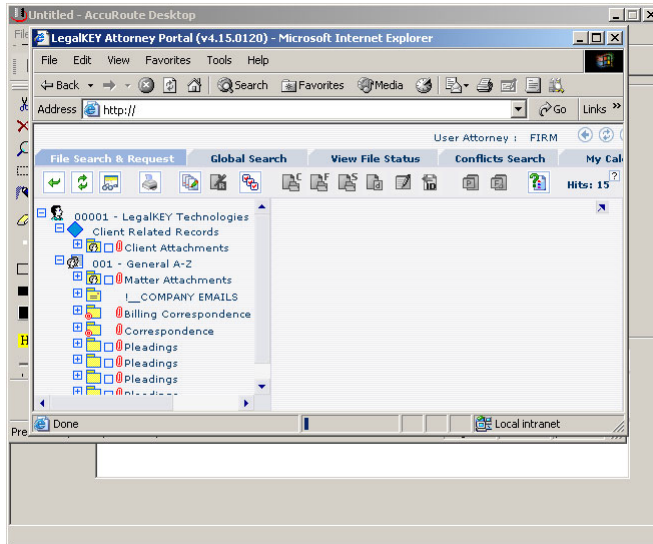 Untitled - AccuRoute Desktop
File
LegalKEY Attorney Portal (v4.15.0120) - Microsoft Internet Explorer
File Edit View Favorites Tools Help
Back Search Favorites Media
Address http:// Go Links »
User Attorney : FIRM
File Search & Request Global Search View File Status Conflicts Search My Cal
Hits: 15 ?
00001 - LegalKEY Technologies
Client Related Records
Client Attachments
001 - General A-Z
Matter Attachments
!__COMPANY EMAILS
Billing Correspondence
Correspondence
Pleadings
Pleadings
Pleadings
Pleadings
H
Done Local intranet
Pre